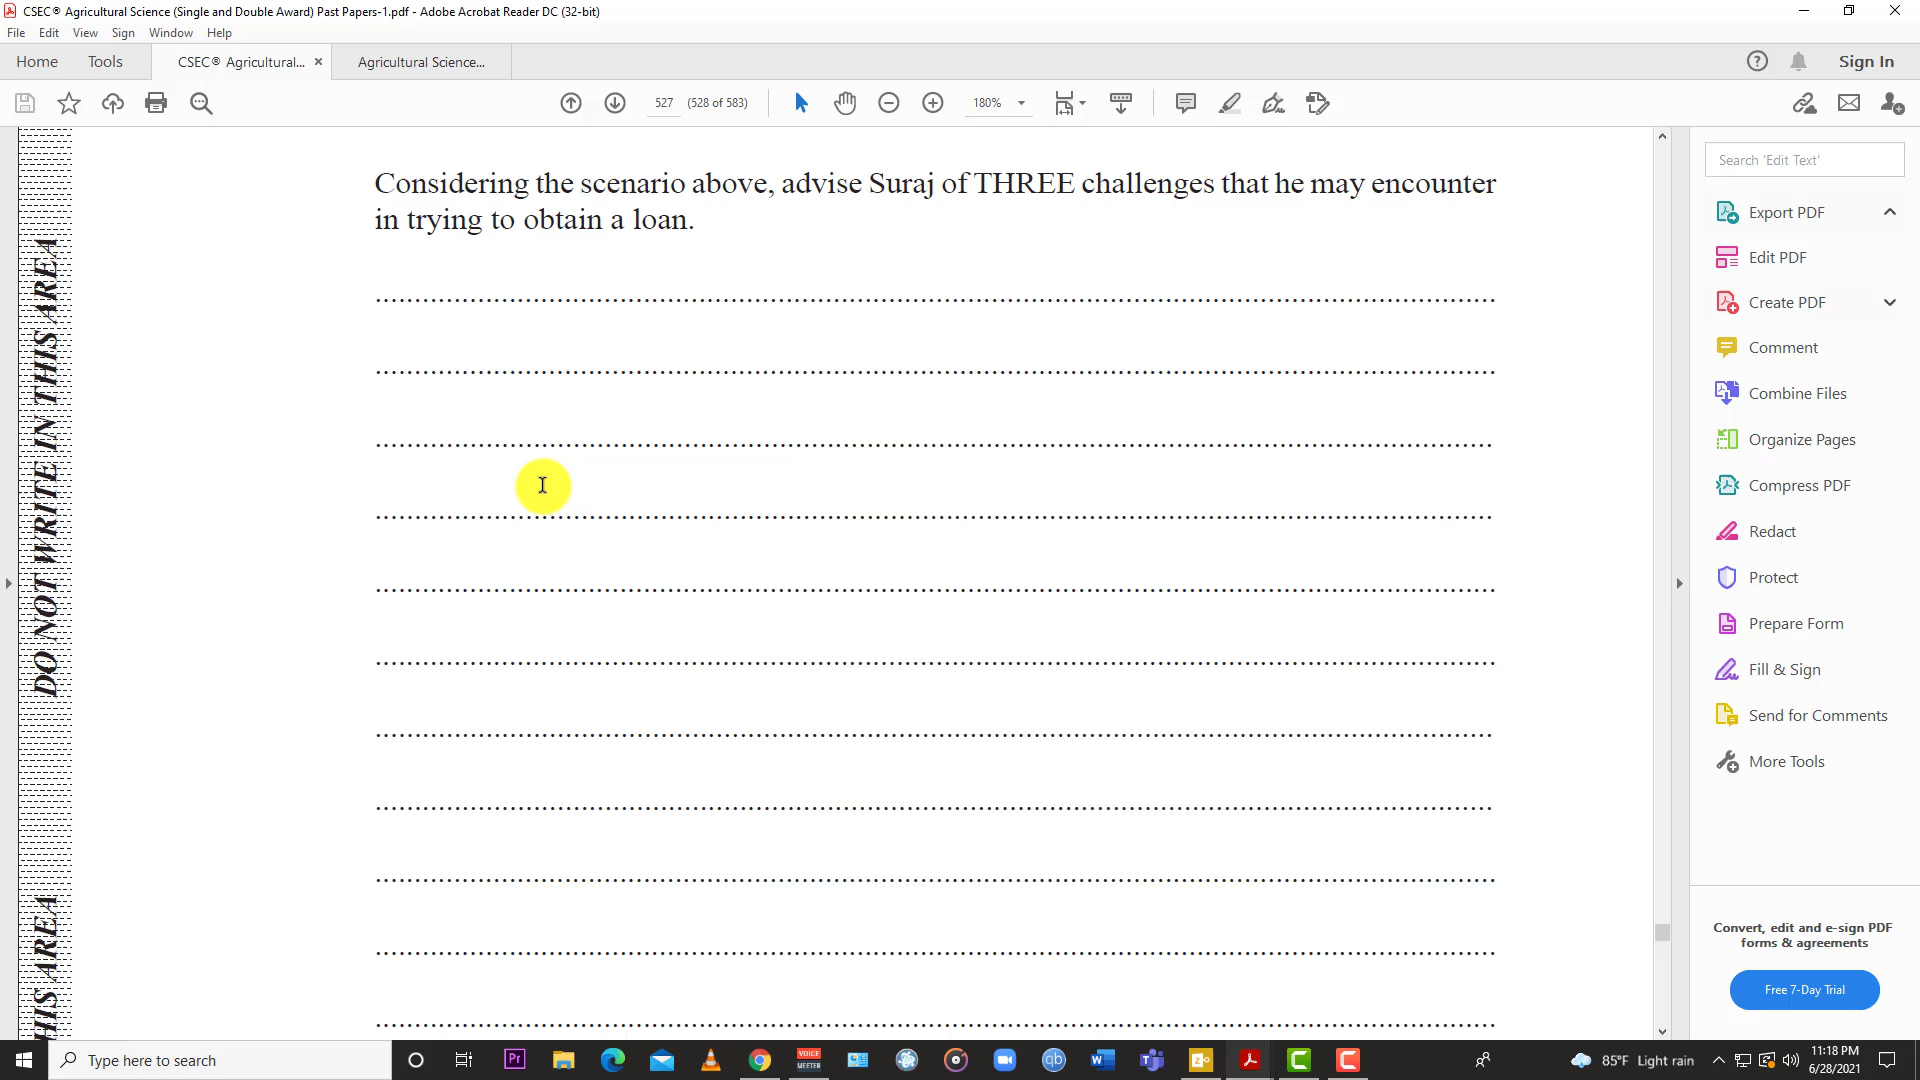 CSEC® Agricultural Science (Single and Double Award) Past Papers-1.pdf - Adobe Acrobat Reader DC (32-bit)
File Edit View Sign Window Help
Home Tools CSEC® Agricultural... × Agricultural Science... Sign In
527 (528 of 583) 180%
Considering the scenario above, advise Suraj of THREE challenges that he may encounter
in trying to obtain a loan.
DO NOT WRITE IN THIS AREA
HIS AREA
Search 'Edit Text'
Export PDF
Edit PDF
Create PDF
Comment
Combine Files
Organize Pages
Compress PDF
Redact
Protect
Prepare Form
Fill & Sign
Send for Comments
More Tools
Convert, edit and e-sign PDF
forms & agreements
Free 7-Day Trial
Type here to search
Pr
VOICE
MEETER
qb
85°F Light rain
11:18 PM
6/28/2021